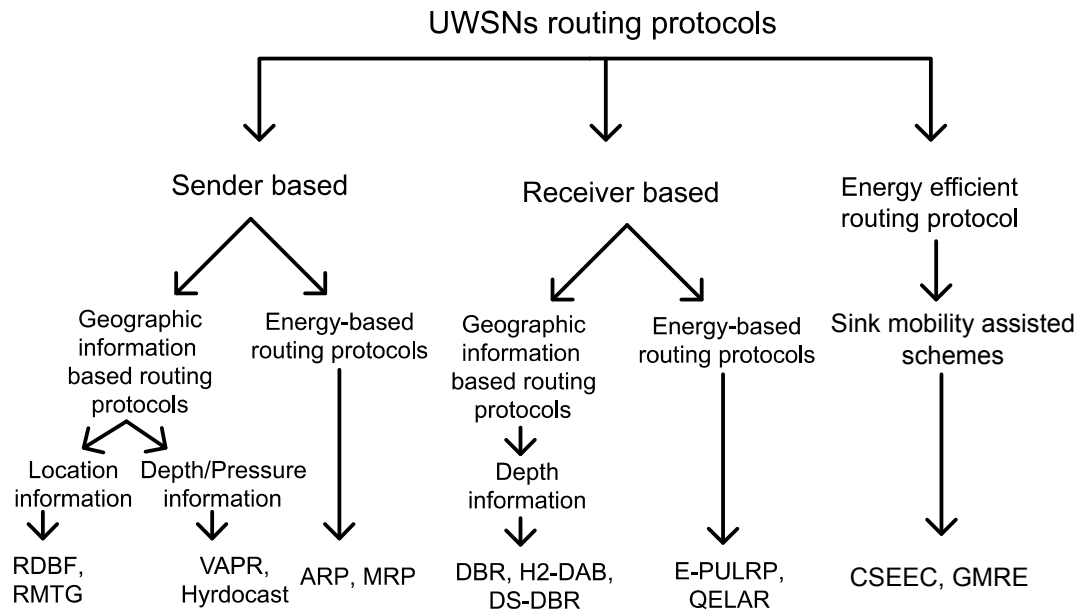 UWSNs routing protocols
Sender based
Receiver based
Energy efficient
routing protocol
Geographic
information
based routing
protocols
Energy-based
routing protocols
Geographic
information
based routing
protocols
Energy-based
routing protocols
Sink mobility assisted
schemes
Location
information
Depth/Pressure
information
Depth
information
RDBF,
RMTG
VAPR,
Hyrdocast
ARP, MRP
DBR, H2-DAB,
DS-DBR
E-PULRP,
QELAR
CSEEC, GMRE